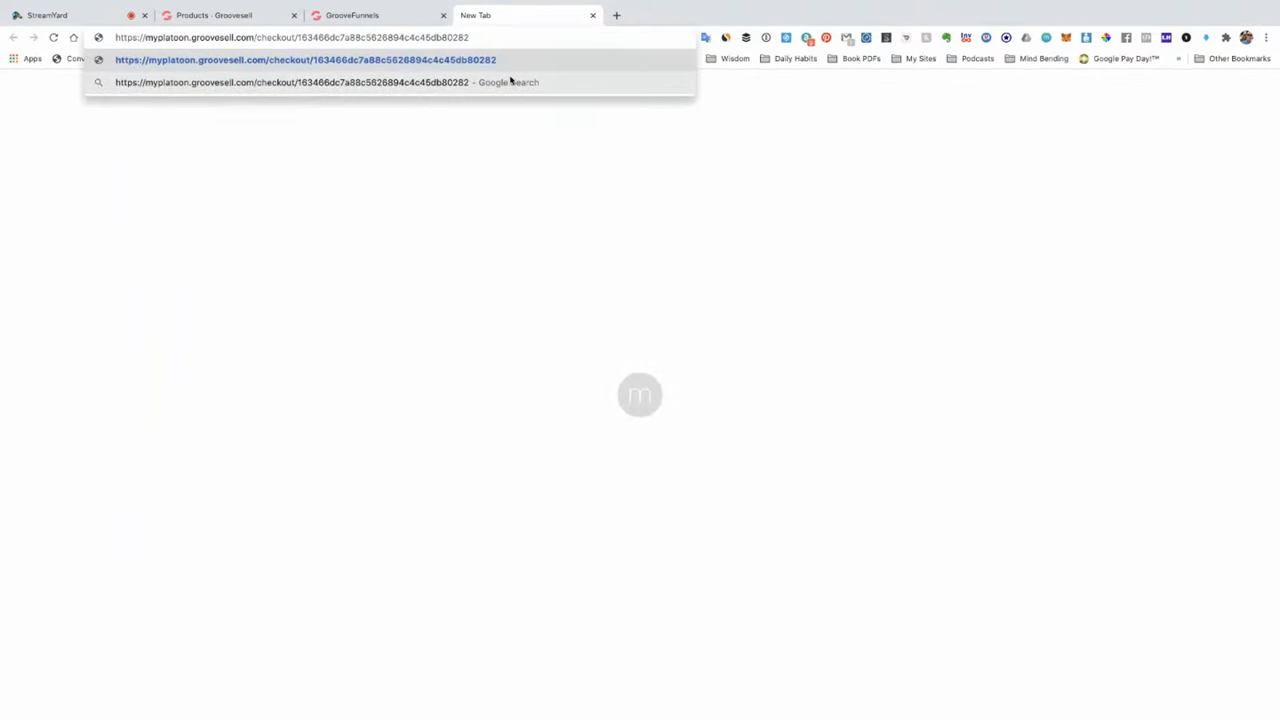 StreamYard
Products - Groovesell
GrooveFunnels
New Tab
https://myplatoon.groovesell.com/checkout/163466dc7a88c5626894c4c45db80282
Apps
Conv
https://myplatoon.groovesell.com/checkout/163466dc7a88c5626894c4c45db80282
Wisdom
Daily Habits
Book PDFs
My Sites
Podcasts
Mind Bending
Google Pay Day!™
»
Other Bookmarks
https://myplatoon.groovesell.com/checkout/163466dc7a88c5626894c4c45db80282 - Google Search
m